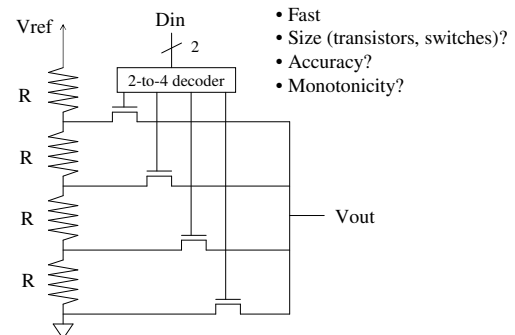 Vref
Din
2
2-to-4 decoder
R
R
R
R
Vout
• Fast
• Size (transistors, switches)?
• Accuracy?
• Monotonicity?